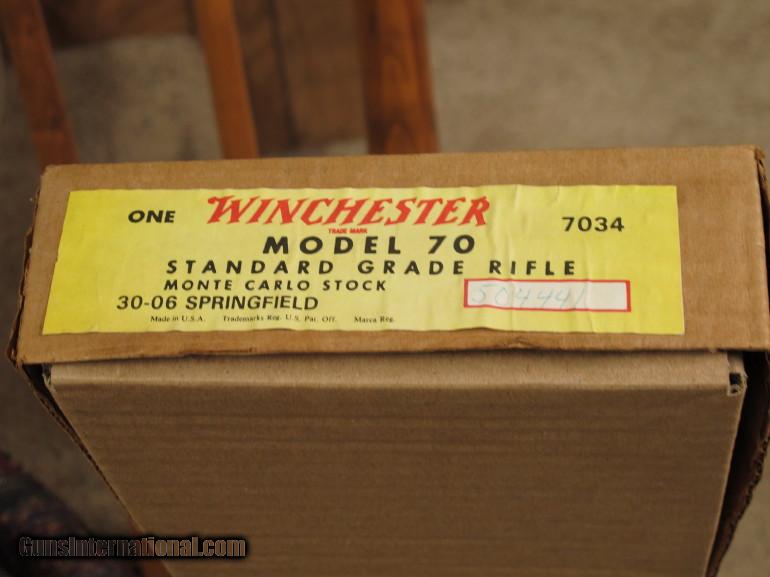 ONE WINCHESTER 7034
TRADE MARK
MODEL 70
STANDARD GRADE RIFLE
MONTE CARLO STOCK
30-06 SPRINGFIELD 504441
Made in U.S.A. Trademarks Reg. U.S. Pat. Off. Marca Reg.
GunsInternational.com